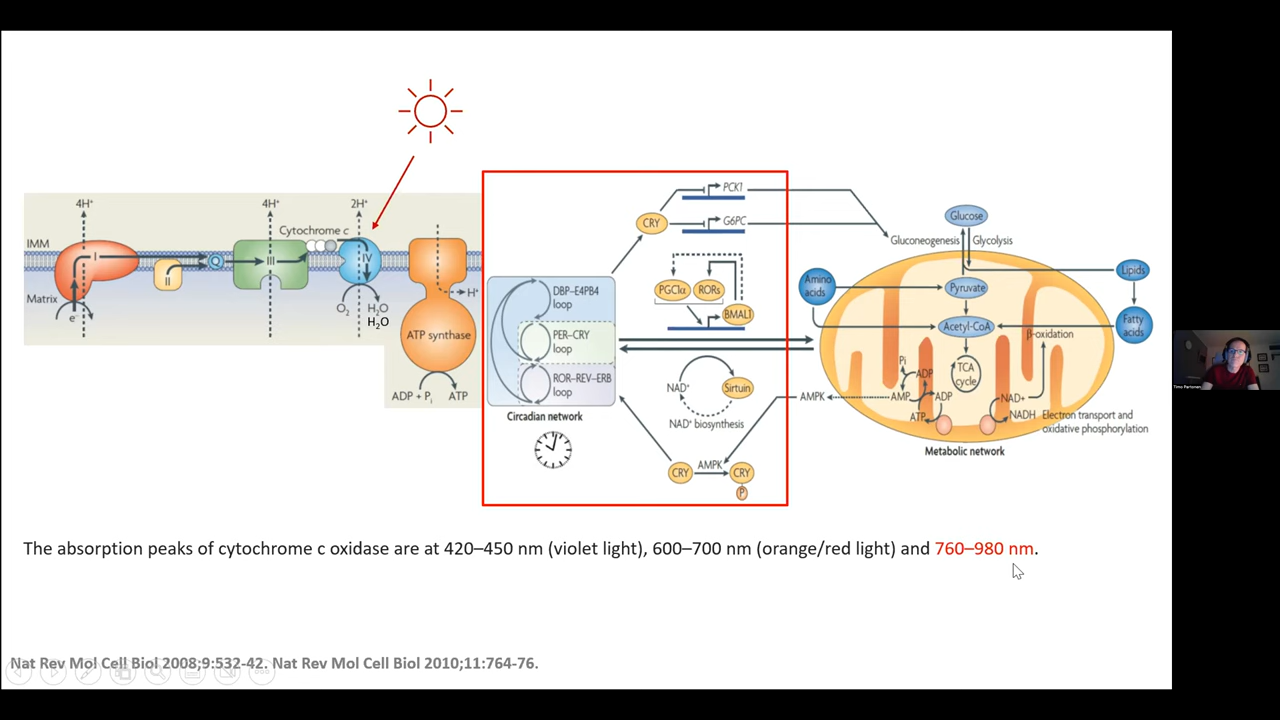 4H⁺
4H⁺
2H⁺
Cytochrome c
IMM
I
II
Q
III
IV
Matrix
e⁻
O₂
H₂O
H₂O
H⁺
ATP synthase
ADP + Pᵢ
ATP
DBP–E4PB4
loop
PER–CRY
loop
ROR–REV–ERB
loop
Circadian network
CRY
PCK1
G6PC
PGC1α
RORs
BMAL1
NAD⁺
Sirtuin
NAD⁺ biosynthesis
CRY
AMPK
CRY
P
AMPK
Glucose
Gluconeogenesis
Glycolysis
Amino
acids
Pyruvate
Lipids
Acetyl-CoA
Fatty
acids
β-oxidation
TCA
cycle
Pi
ADP
AMP
ADP
ATP
NAD+
NADH
Electron transport and
oxidative phosphorylation
Metabolic network
The absorption peaks of cytochrome c oxidase are at 420–450 nm (violet light), 600–700 nm (orange/red light) and 760–980 nm.
Nat Rev Mol Cell Biol 2008;9:532-42. Nat Rev Mol Cell Biol 2010;11:764-76.
Timo Partonen